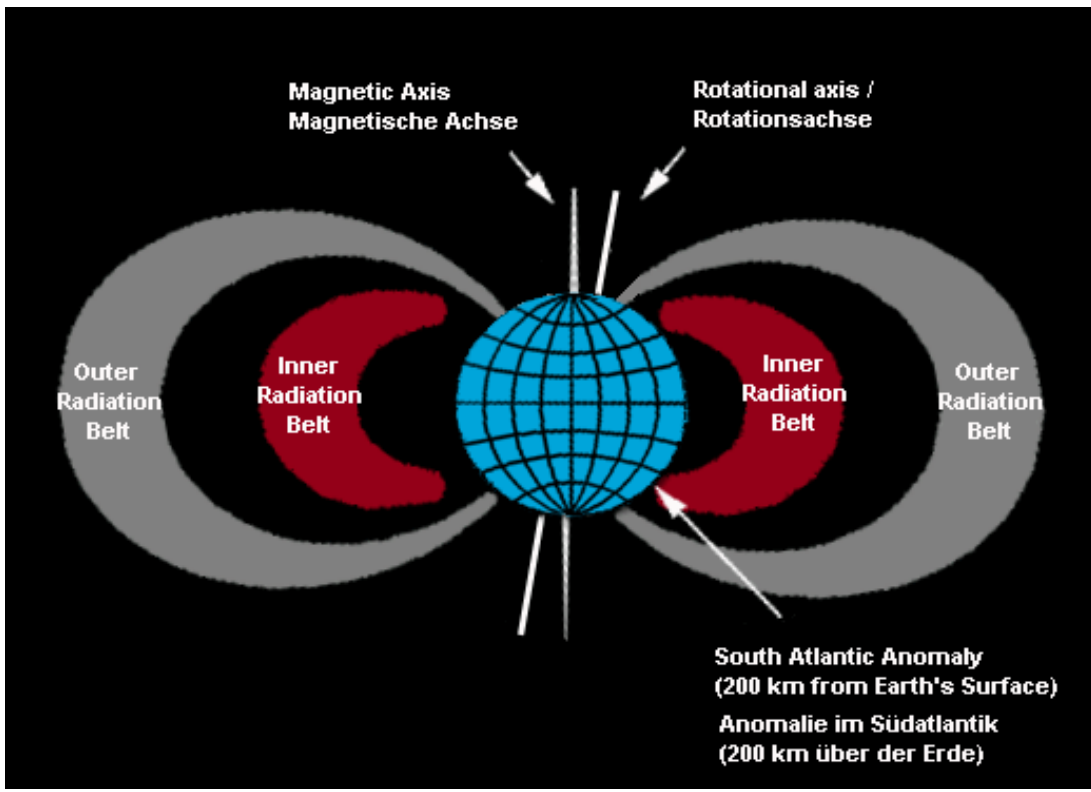 Magnetic Axis
Magnetische Achse
Rotational axis /
Rotationsachse
Outer
Radiation
Belt
Inner
Radiation
Belt
Inner
Radiation
Belt
Outer
Radiation
Belt
South Atlantic Anomaly
(200 km from Earth's Surface)
Anomalie im Südatlantik
(200 km über der Erde)